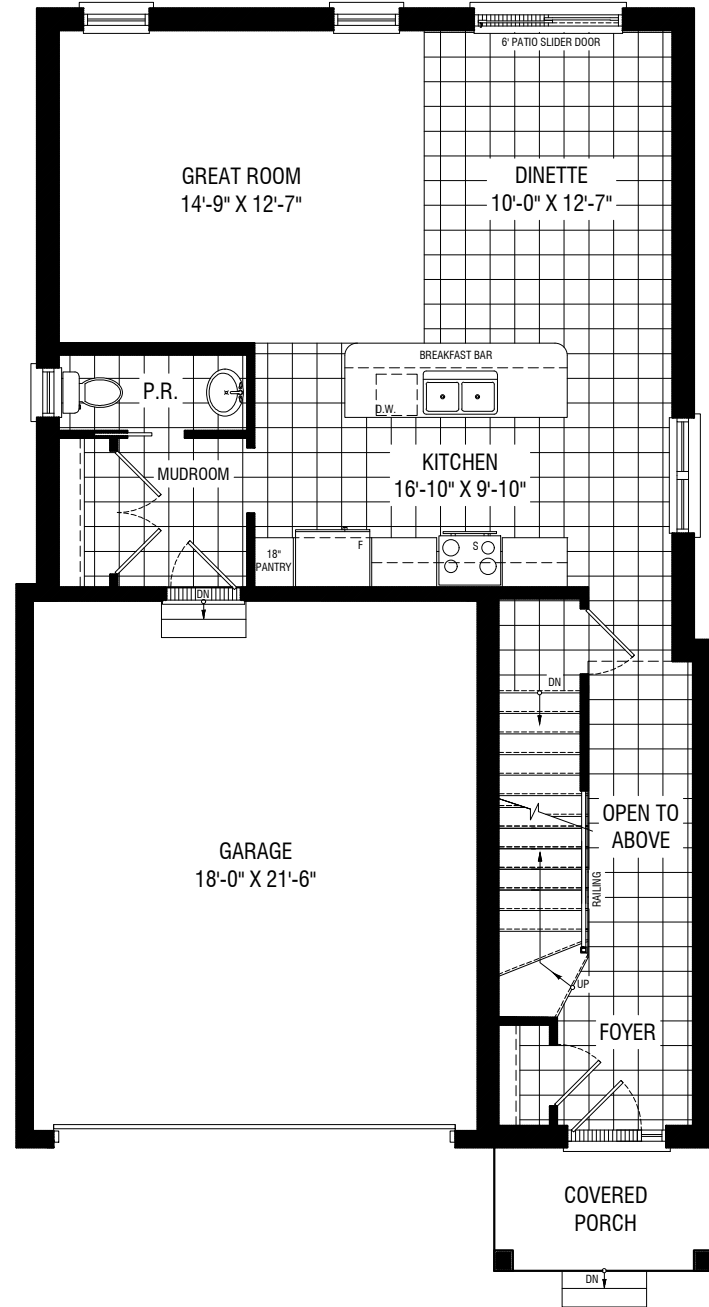 6' PATIO SLIDER DOOR
GREAT ROOM
14'-9" X 12'-7"
DINETTE
10'-0" X 12'-7"
BREAKFAST BAR
P.R.
D.W.
MUDROOM
KITCHEN
16'-10" X 9'-10"
18"
PANTRY
F
S
DN
DN
OPEN TO
ABOVE
GARAGE
18'-0" X 21'-6"
RAILING
UP
FOYER
COVERED
PORCH
DN